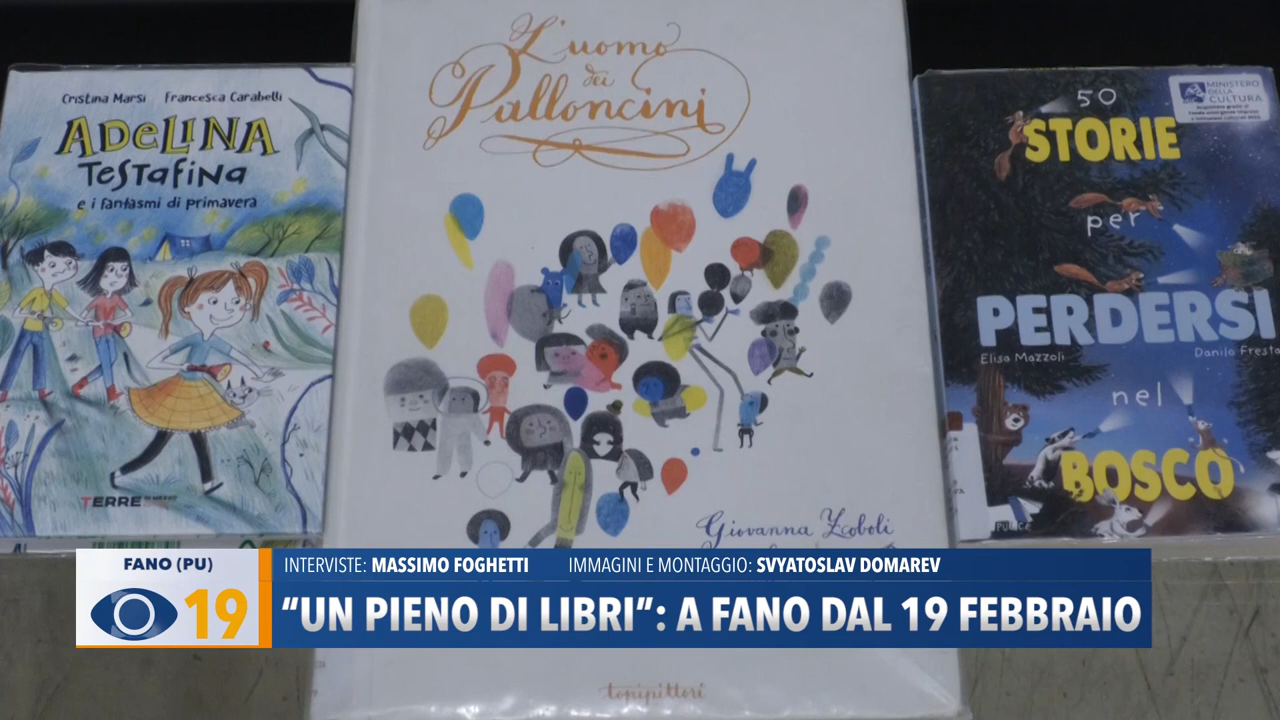 Cristina Marsi Francesca Carabelli
ADELINA
TESTAFINA
e i fantasmi di primavera
TERRE
L'uomo
dei
Palloncini
Giovanna Zoboli
topipittori
MINISTERO
DELLA
CULTURA
50
STORIE
per
PERDERSI
Elisa Mazzoli
Danilo Fresta
nel
BOSCO
FANO (PU)
19
INTERVISTE: MASSIMO FOGHETTI IMMAGINI E MONTAGGIO: SVYATOSLAV DOMAREV
“UN PIENO DI LIBRI“: A FANO DAL 19 FEBBRAIO